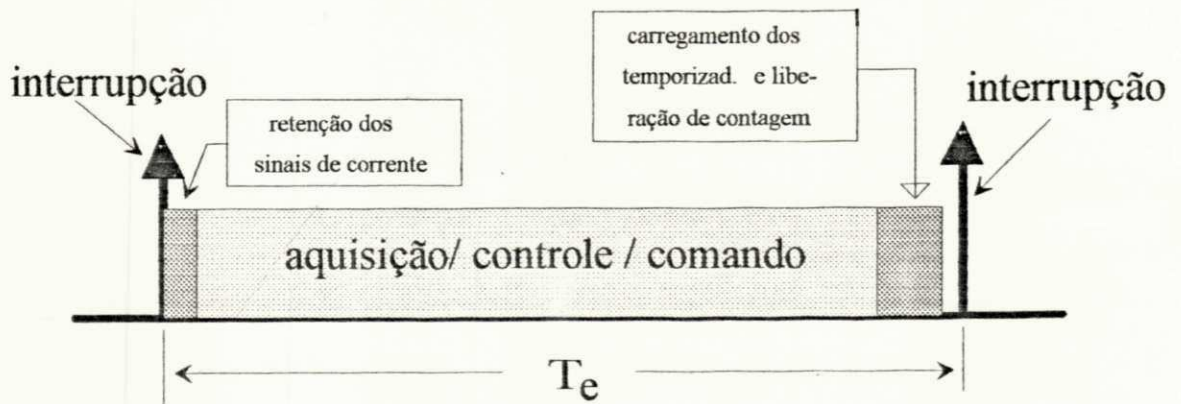 interrupção
retenção dos
sinais de corrente
carregamento dos
temporizad. e libe-
ração de contagem
interrupção
aquisição/ controle / comando
Te